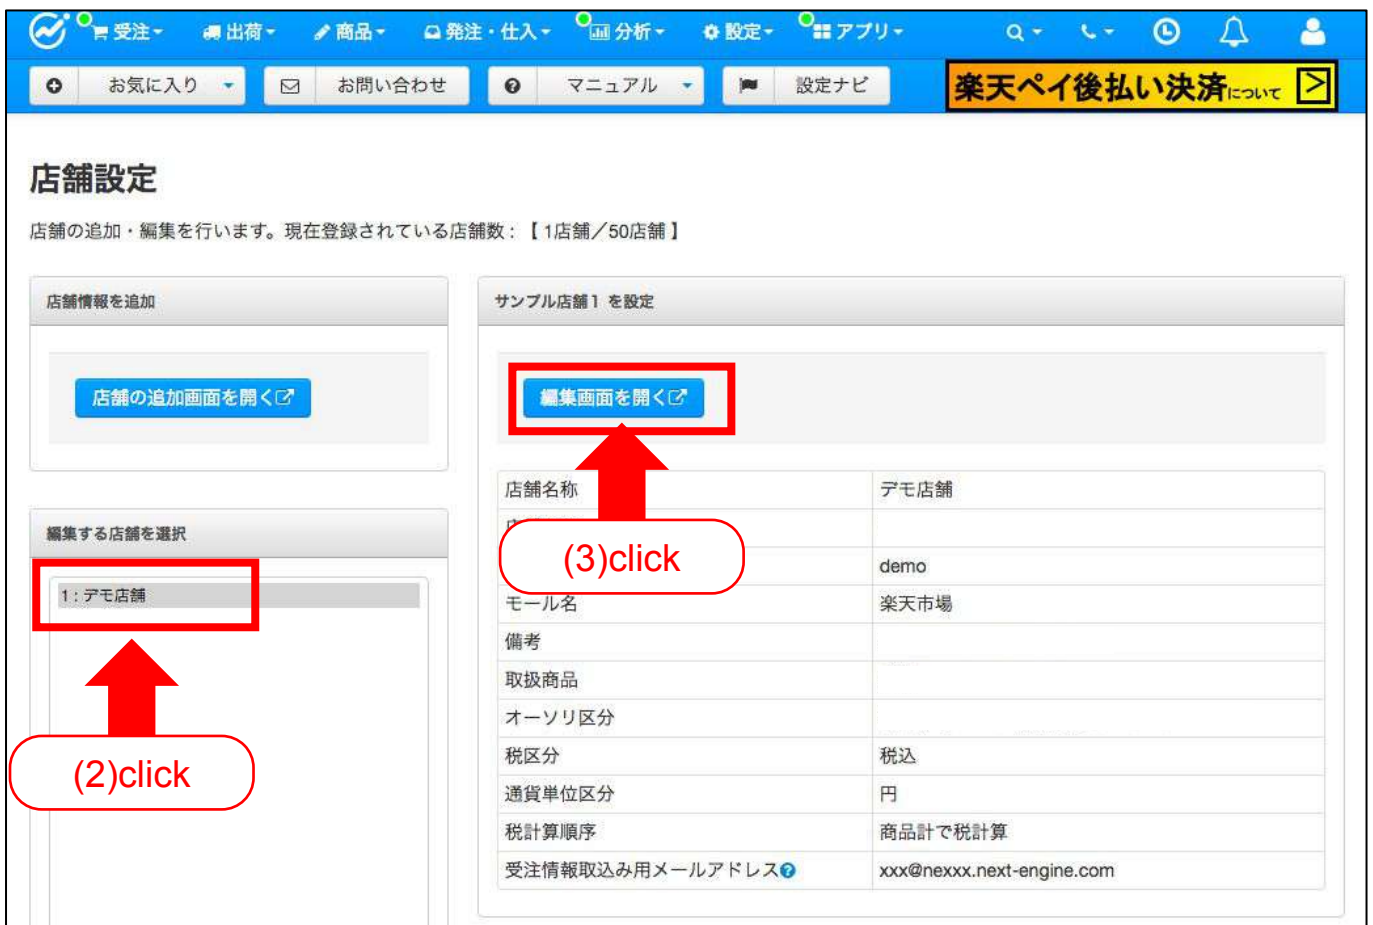 受注 出荷 商品 発注・仕入 分析 設定 アプリ
お気に入り お問い合わせ マニュアル 設定ナビ 楽天ペイ後払い決済について
店舗設定
店舗の追加・編集を行います。現在登録されている店舗数：【 1店舗／50店舗 】
店舗情報を追加
店舗の追加画面を開く
編集する店舗を選択
1 : デモ店舗
(2)click
サンプル店舗1 を設定
編集画面を開く
(3)click
店舗名称 デモ店舗
demo
モール名 楽天市場
備考
取扱商品
オーソリ区分
税区分 税込
通貨単位区分 円
税計算順序 商品計で税計算
受注情報取込み用メールアドレス xxx@nexxx.next-engine.com